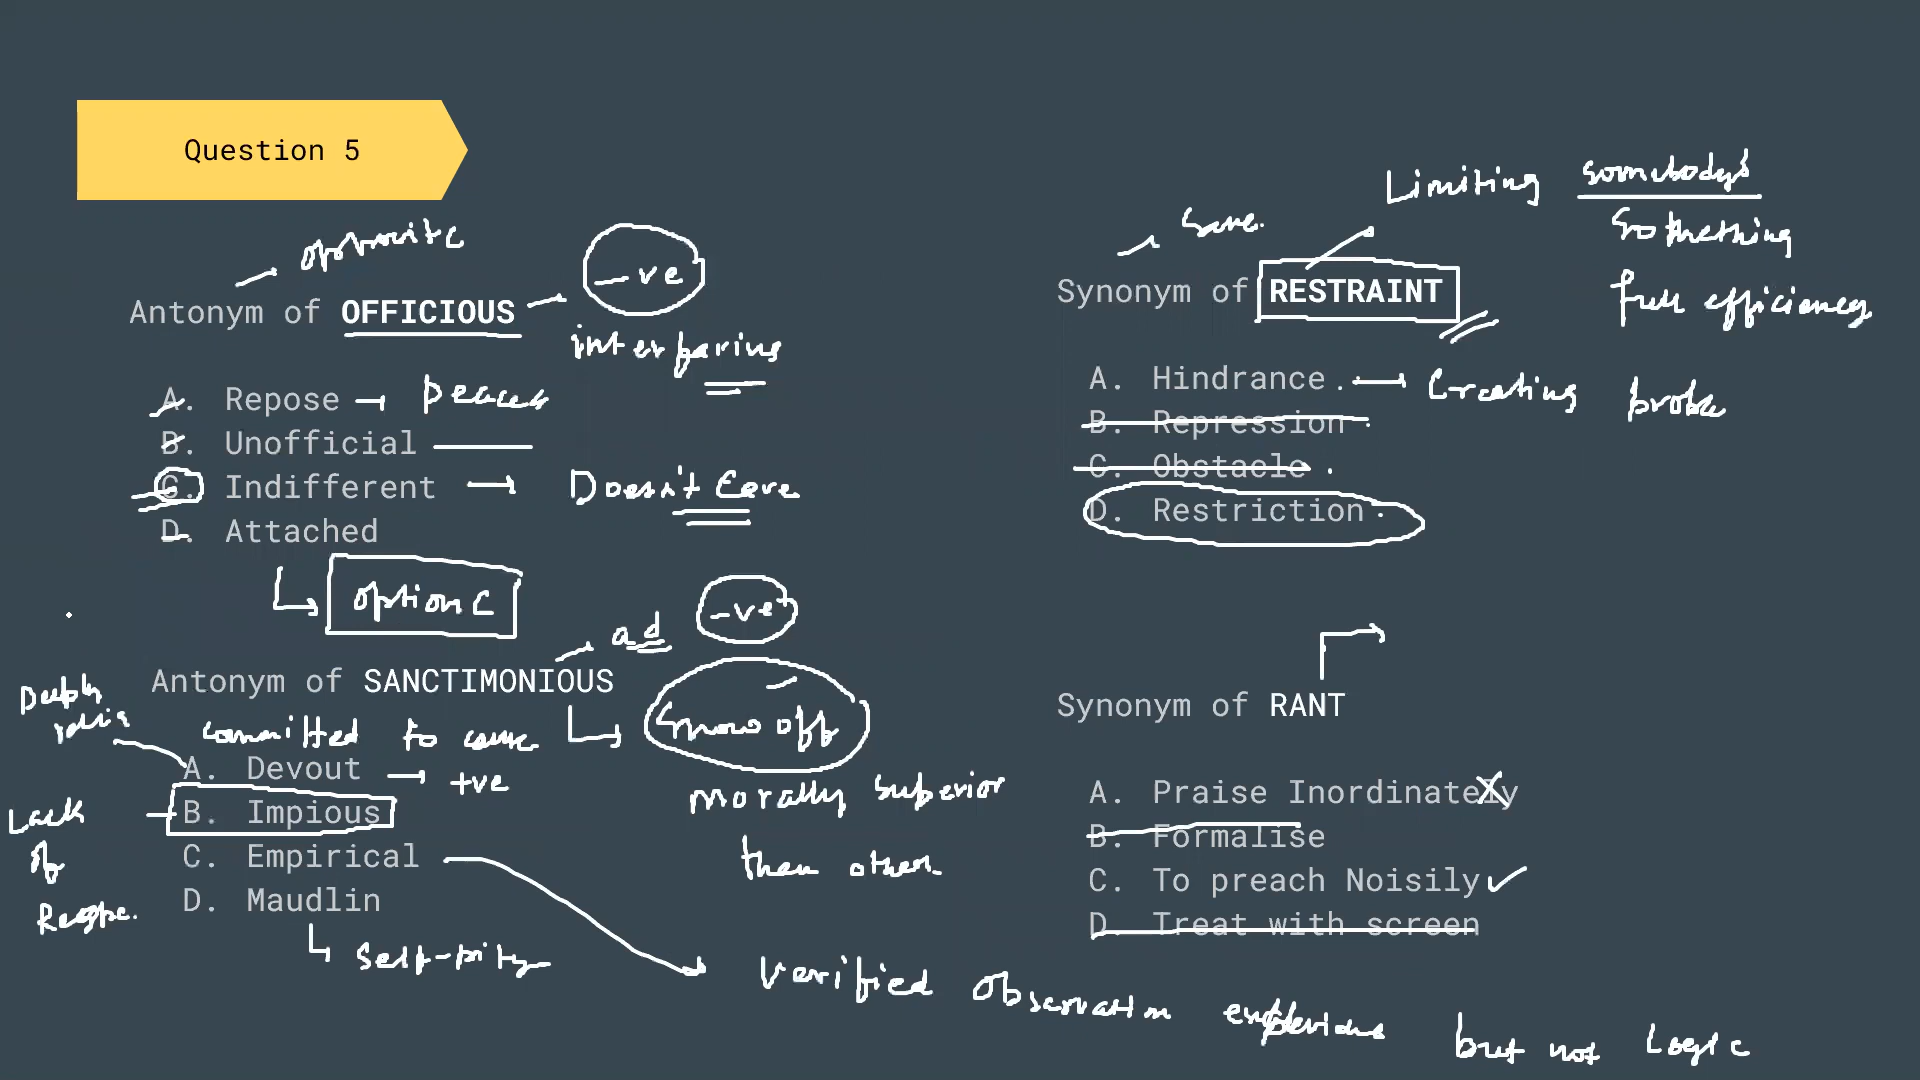 Question 5
opposite
-ve
Antonym of OFFICIOUS
interfering
A. Repose → peace
B. Unofficial
C. Indifferent → Doesn't Care
D. Attached
option C
ad -ve
Antonym of SANCTIMONIOUS
Deeply
committed to cause
show off
A. Devout → +ve
morally superior
B. Impious
Lack
of
C. Empirical
then other
D. Maudlin
self-pity
Verified Observation but not Logic
Limiting somebody's
Same
Something
Synonym of RESTRAINT
full efficiency
A. Hindrance → Creating
B. Repression
C. Obstacle
D. Restriction
Synonym of RANT
A. Praise Inordinately
B. Formalise
C. To preach Noisily
D. Treat with screen